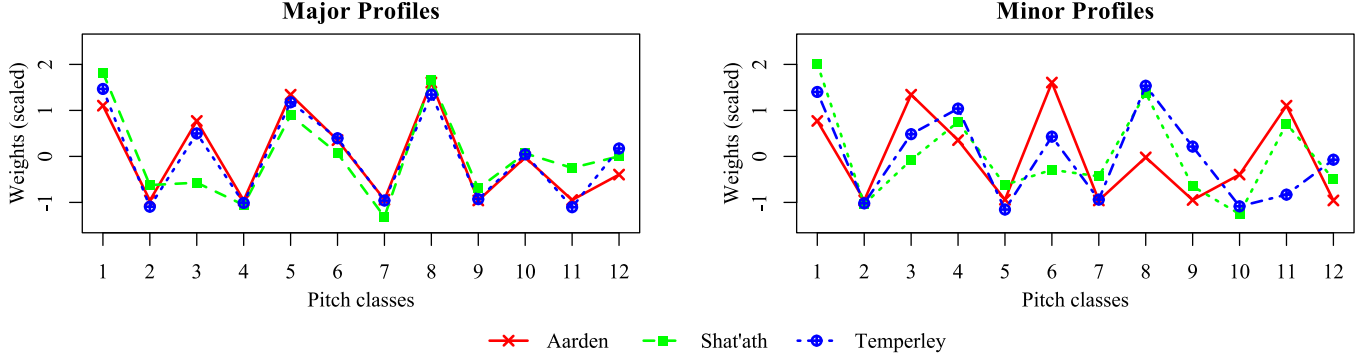 Major Profiles
Weights (scaled)
2
1
0
-1
1 2 3 4 5 6 7 8 9 10 11 12
Pitch classes
Minor Profiles
Weights (scaled)
2
1
0
-1
1 2 3 4 5 6 7 8 9 10 11 12
Pitch classes
Aarden Shat'ath Temperley